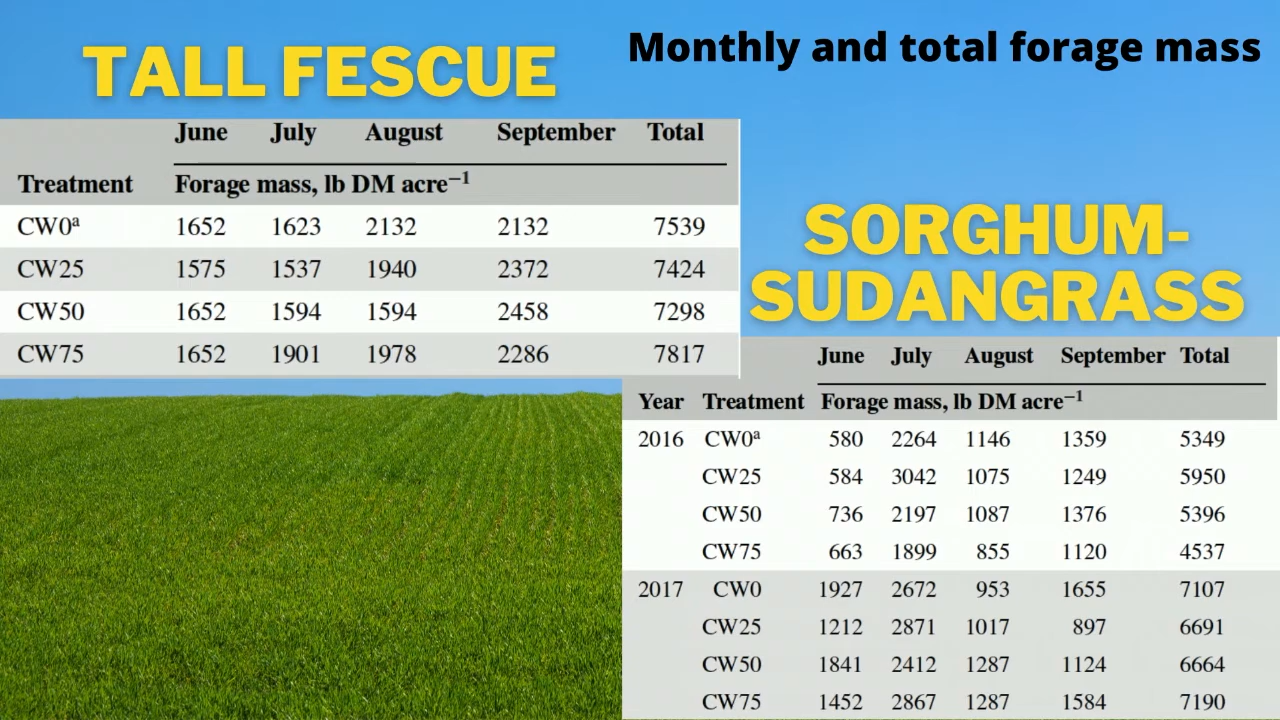 Monthly and total forage mass
TALL FESCUE
June July August September Total
Treatment Forage mass, lb DM acre⁻¹
CW0ᵃ 1652 1623 2132 2132 7539
CW25 1575 1537 1940 2372 7424
CW50 1652 1594 1594 2458 7298
CW75 1652 1901 1978 2286 7817
SORGHUM-
SUDANGRASS
June July August September Total
Year Treatment Forage mass, lb DM acre⁻¹
2016 CW0ᵃ 580 2264 1146 1359 5349
CW25 584 3042 1075 1249 5950
CW50 736 2197 1087 1376 5396
CW75 663 1899 855 1120 4537
2017 CW0 1927 2672 953 1655 7107
CW25 1212 2871 1017 897 6691
CW50 1841 2412 1287 1124 6664
CW75 1452 2867 1287 1584 7190